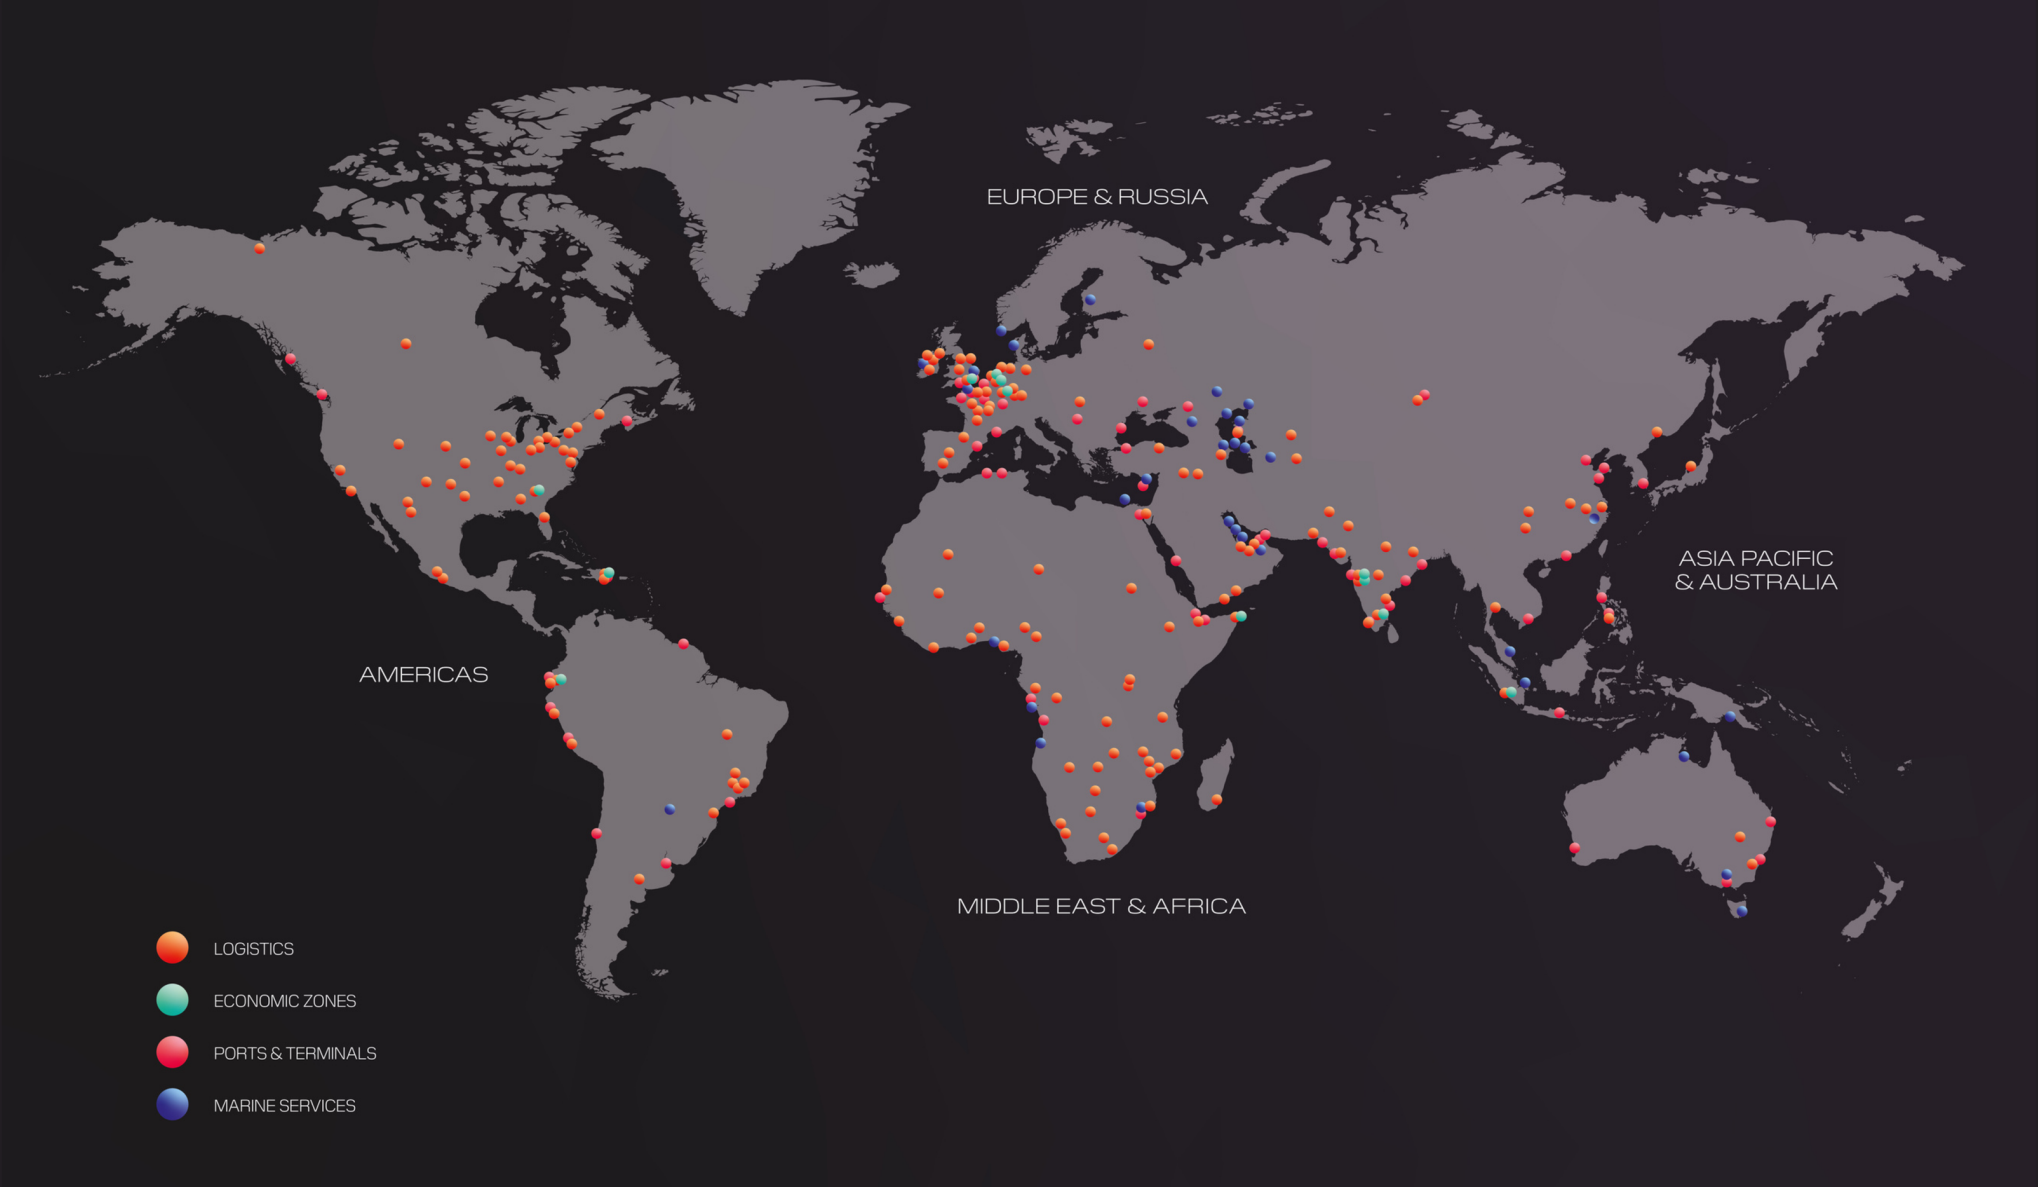 EUROPE & RUSSIA
ASIA PACIFIC
& AUSTRALIA
AMERICAS
MIDDLE EAST & AFRICA
LOGISTICS
ECONOMIC ZONES
PORTS & TERMINALS
MARINE SERVICES